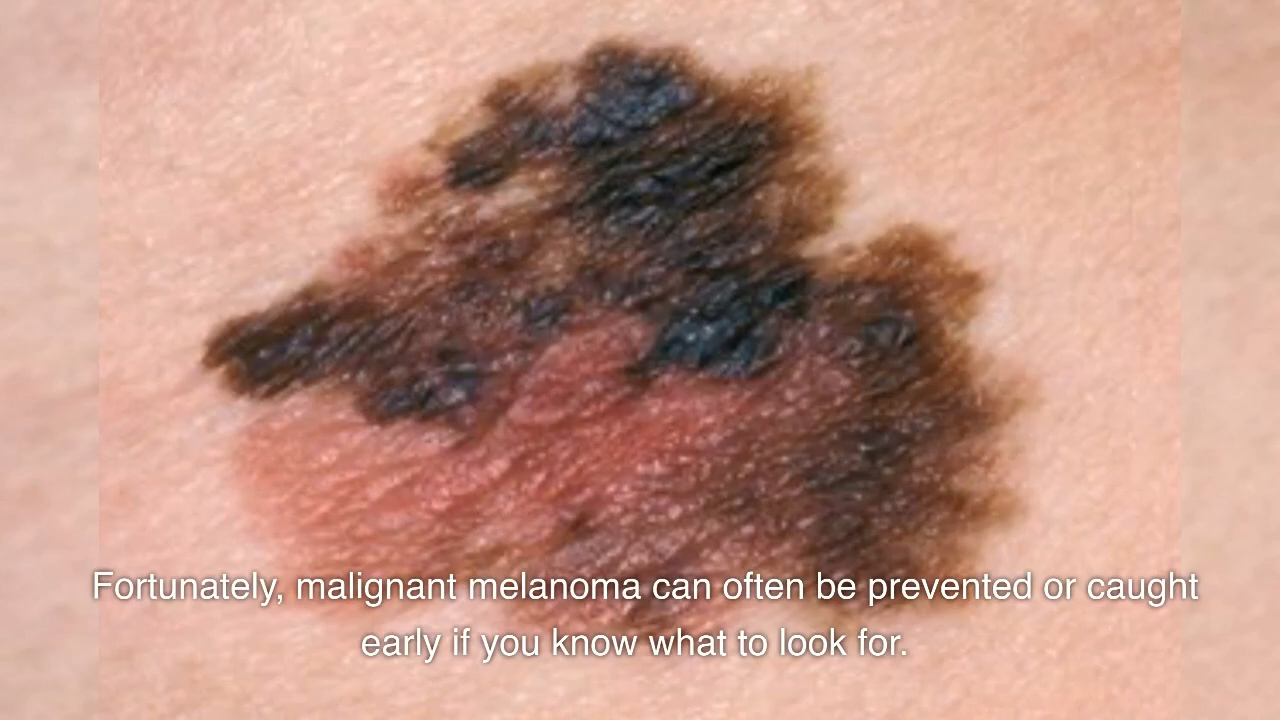 Fortunately, malignant melanoma can often be prevented or caught
early if you know what to look for.